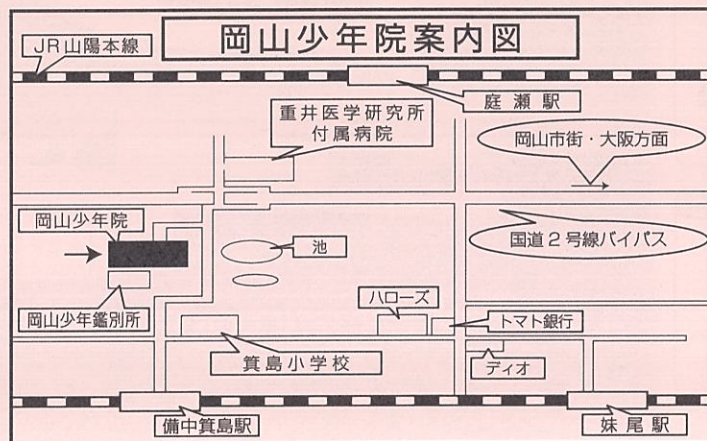 岡山少年院案内図
JR山陽本線
庭瀬駅
重井医学研究所
付属病院
岡山市街・大阪方面
岡山少年院
池
国道2号線バイパス
岡山少年鑑別所
ハローズ
トマト銀行
箕島小学校
ディオ
備中箕島駅
妹尾駅